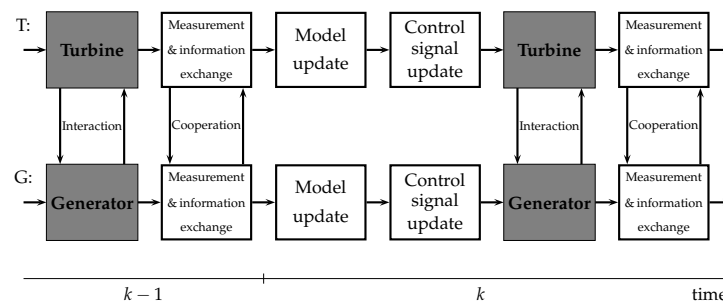 T:
Turbine
Measurement
& information
exchange
Model
update
Control
signal
update
Turbine
Measurement
& information
exchange
Interaction
Cooperation
Interaction
Cooperation
G:
Generator
Measurement
& information
exchange
Model
update
Control
signal
update
Generator
Measurement
& information
exchange
k − 1
k
time